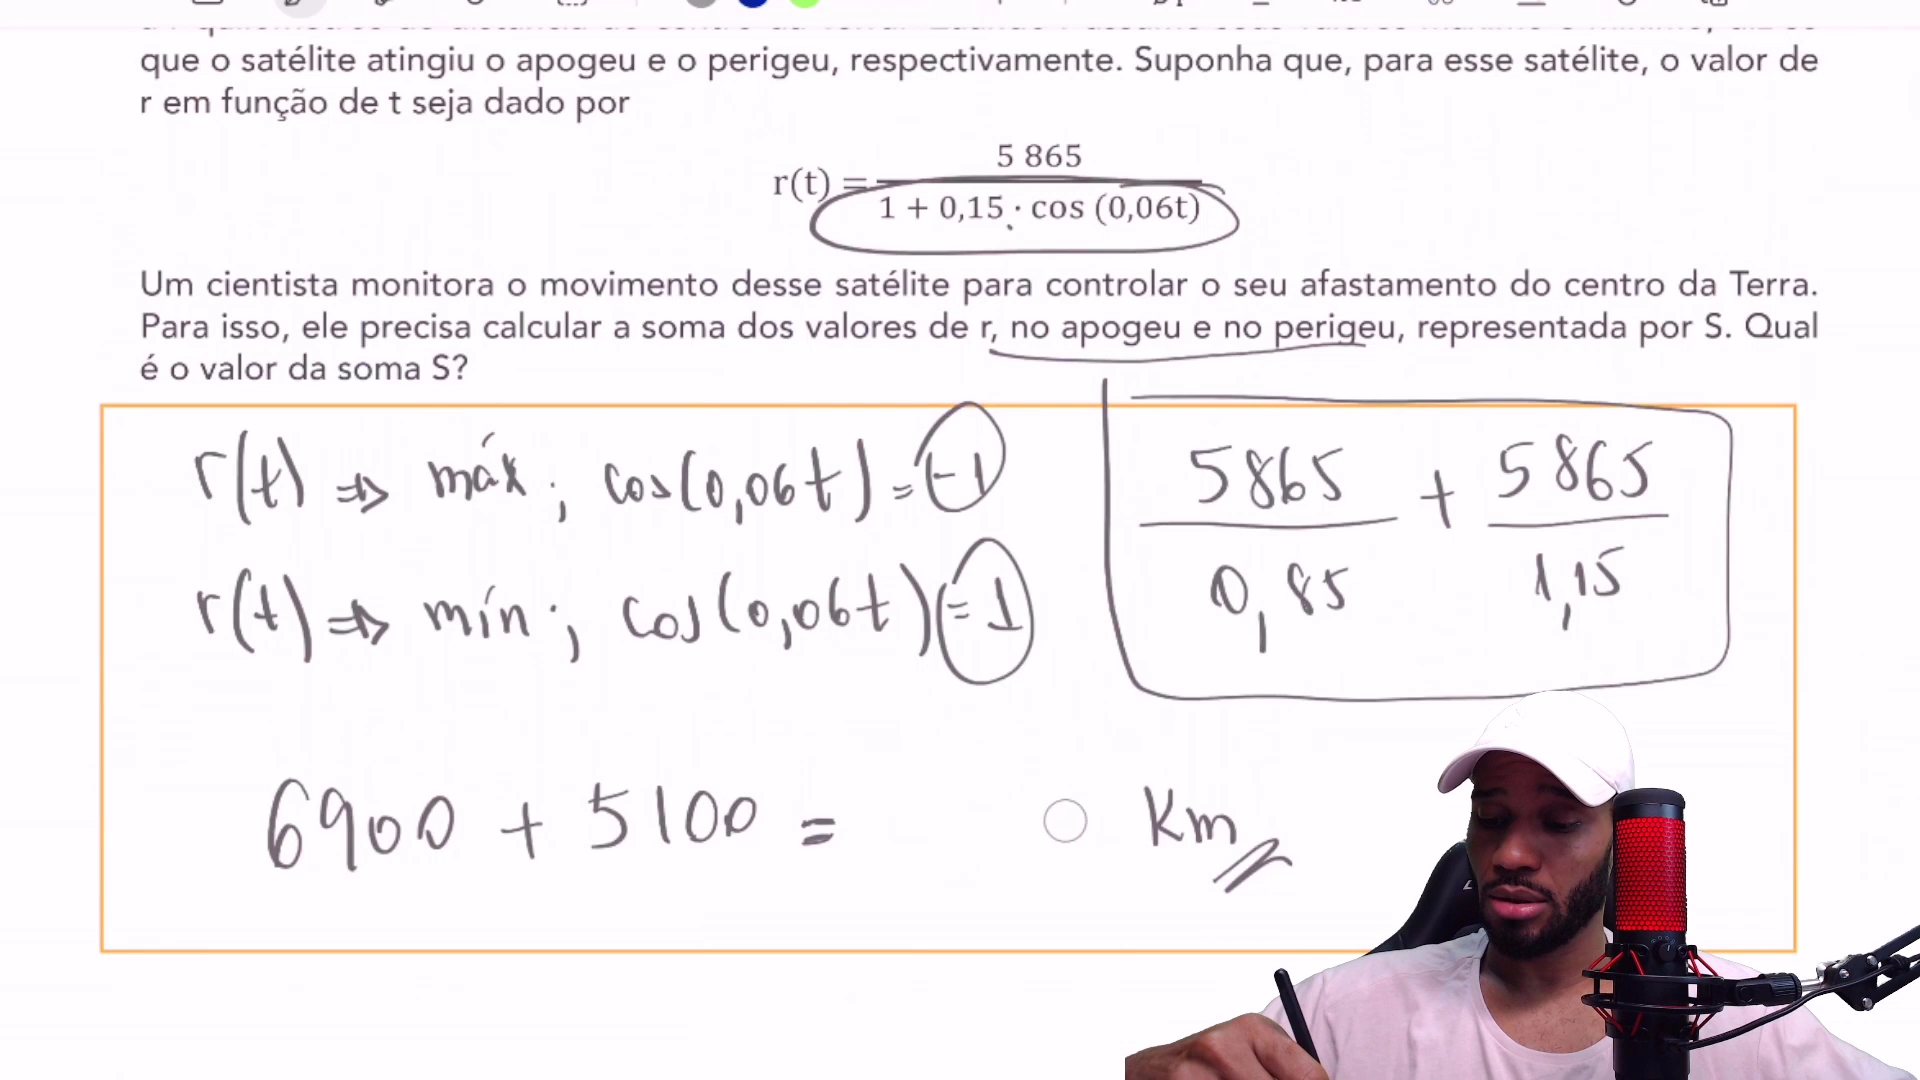 que o satélite atingiu o apogeu e o perigeu, respectivamente. Suponha que, para esse satélite, o valor de
r em função de t seja dado por
r(t) = 5 865
1 + 0,15 · cos (0,06t)
Um cientista monitora o movimento desse satélite para controlar o seu afastamento do centro da Terra.
Para isso, ele precisa calcular a soma dos valores de r, no apogeu e no perigeu, representada por S. Qual
é o valor da soma S?
r(t) ⇒ máx ; cos(0,06t) = -1
r(t) ⇒ mín ; cos(0,06t) = 1
5865 + 5865
0,85 1,15
6900 + 5100 = Km